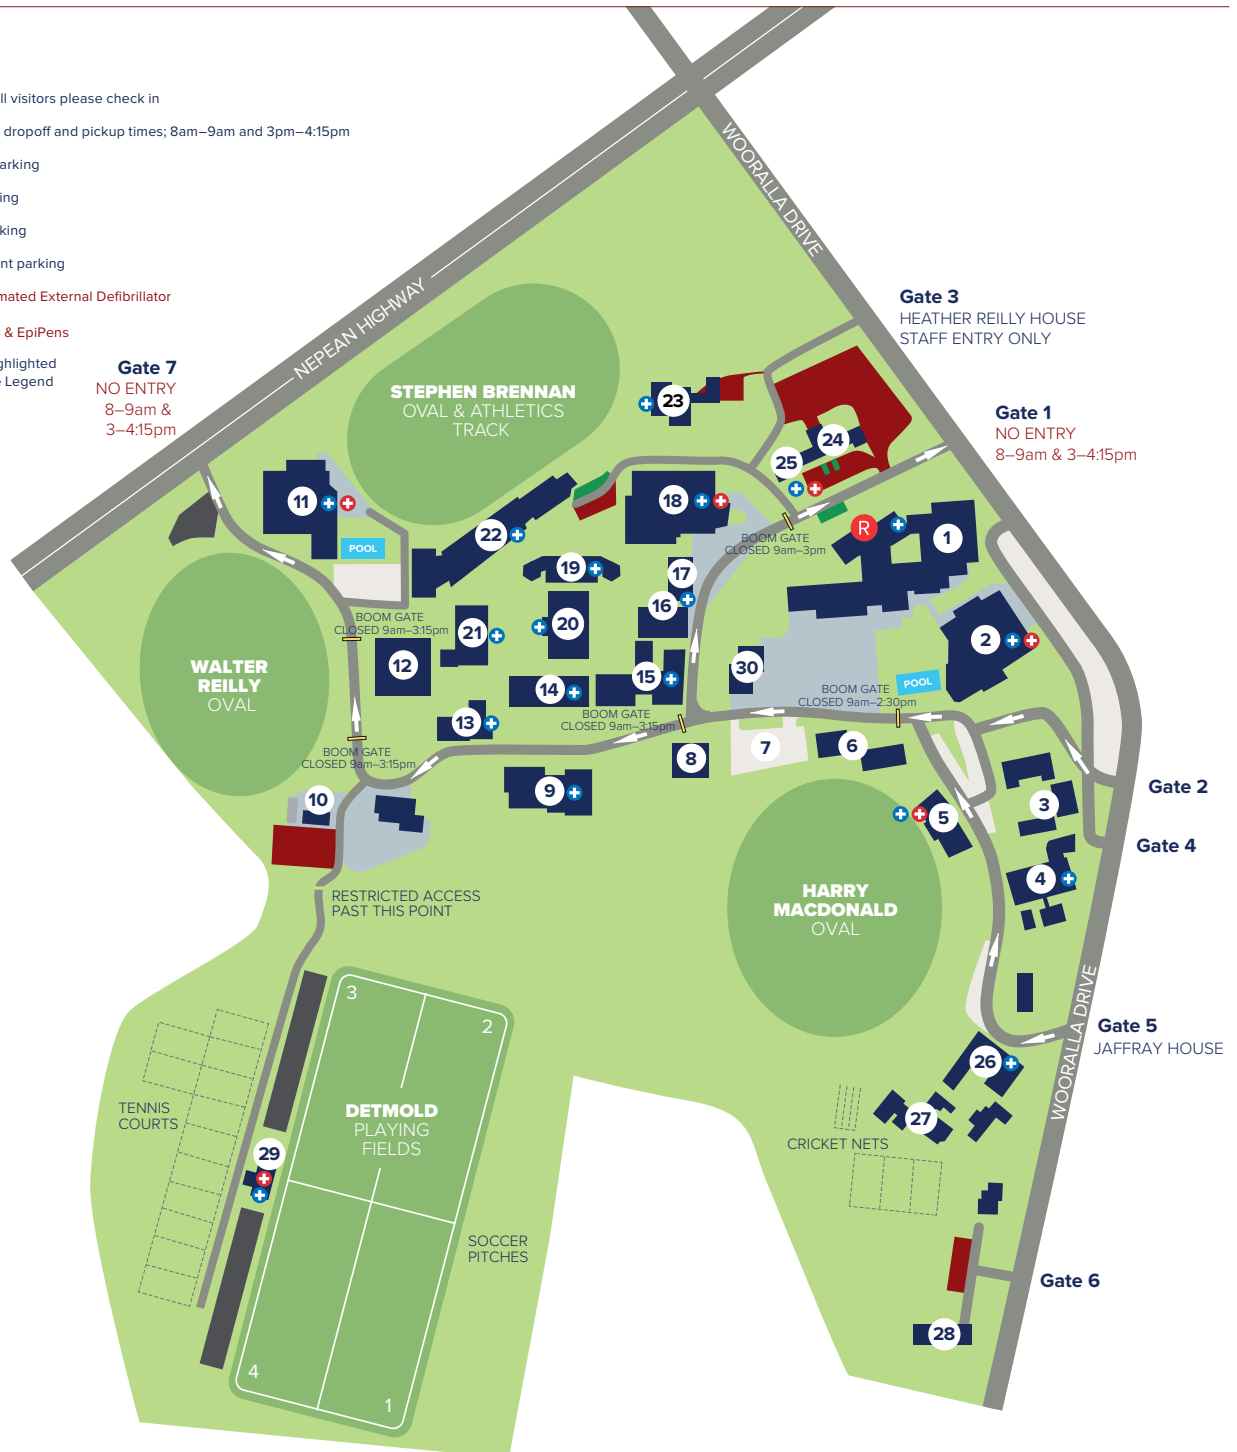 ll visitors please check in
dropoff and pickup times; 8am–9am and 3pm–4:15pm
arking
ing
king
nt parking
mated External Defibrillator
& EpiPens
ghlighted
Legend
Gate 7
NO ENTRY
8–9am &
3–4:15pm
NEPEAN HIGHWAY
WOORALLA DRIVE
Gate 3
HEATHER REILLY HOUSE
STAFF ENTRY ONLY
Gate 1
NO ENTRY
8–9am & 3–4:15pm
STEPHEN BRENNAN
OVAL & ATHLETICS
TRACK
23
24
25
11
18
22
R
1
POOL
BOOM GATE
CLOSED 9am–3pm
19
17
16
20
21
BOOM GATE
CLOSED 9am–3:15pm
2
12
WALTER
REILLY
OVAL
30
15
14
POOL
BOOM GATE
CLOSED 9am–2:30pm
13
BOOM GATE
CLOSED 9am–3:15pm
7
6
8
BOOM GATE
CLOSED 9am–3:15pm
10
9
5
3
Gate 2
Gate 4
4
RESTRICTED ACCESS
PAST THIS POINT
HARRY
MACDONALD
OVAL
3
2
WOORALLA DRIVE
Gate 5
JAFFRAY HOUSE
26
27
TENNIS
COURTS
DETMOLD
PLAYING
FIELDS
CRICKET NETS
29
SOCCER
PITCHES
Gate 6
28
4
1